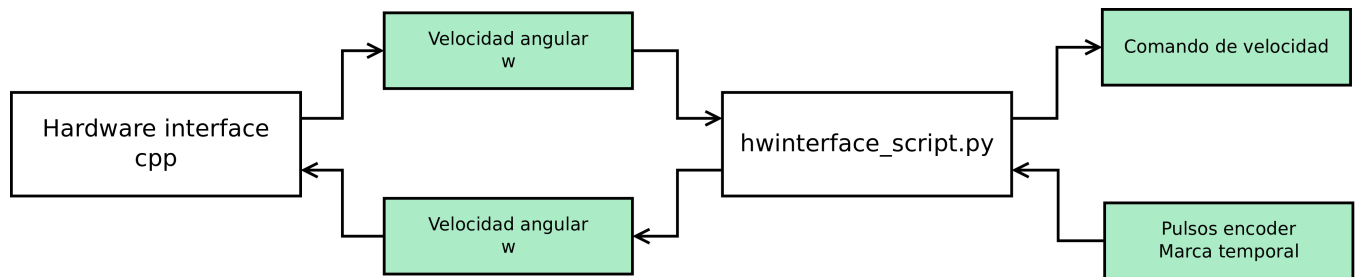 Velocidad angular
w
Comando de velocidad
Hardware interface
cpp
hwinterface_script.py
Velocidad angular
w
Pulsos encoder
Marca temporal